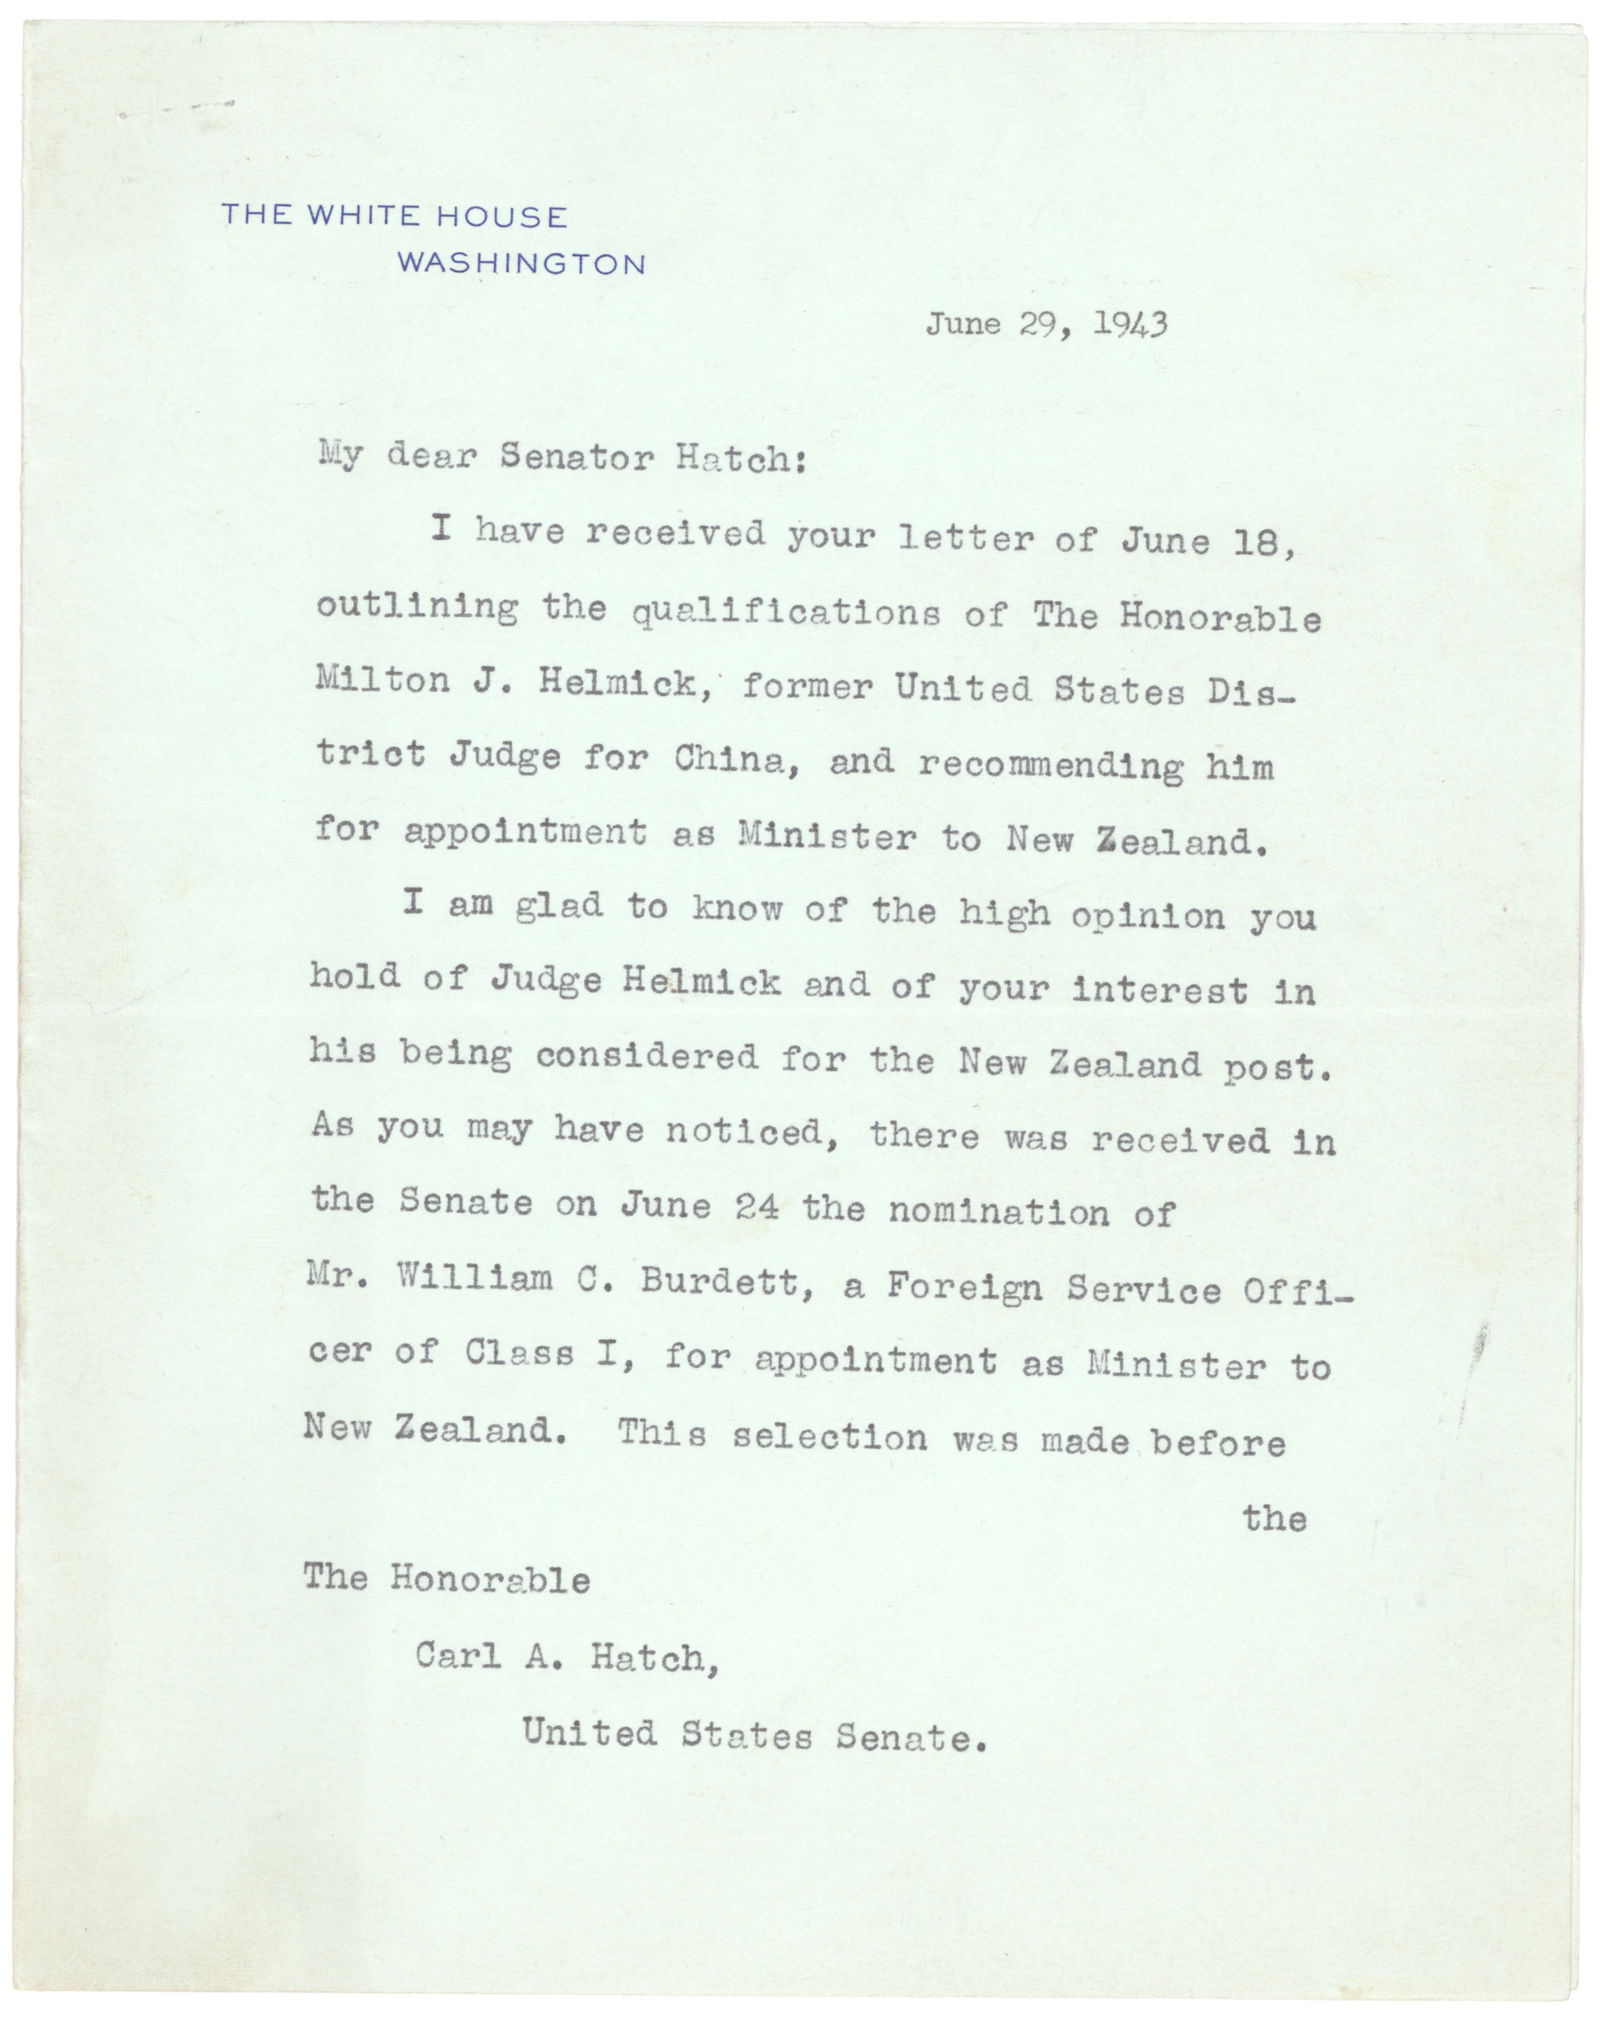 THE WHITE HOUSE
WASHINGTON
June 29, 1943
My dear Senator Hatch:
I have received your letter of June 18,
outlining the qualifications of The Honorable
Milton J. Helmick, former United States Dis-
trict Judge for China, and recommending him
for appointment as Minister to New Zealand.
I am glad to know of the high opinion you
hold of Judge Helmick and of your interest in
his being considered for the New Zealand post.
As you may have noticed, there was received in
the Senate on June 24 the nomination of
Mr. William C. Burdett, a Foreign Service Offi-
cer of Class I, for appointment as Minister to
New Zealand. This selection was made before
the
The Honorable
Carl A. Hatch,
United States Senate.